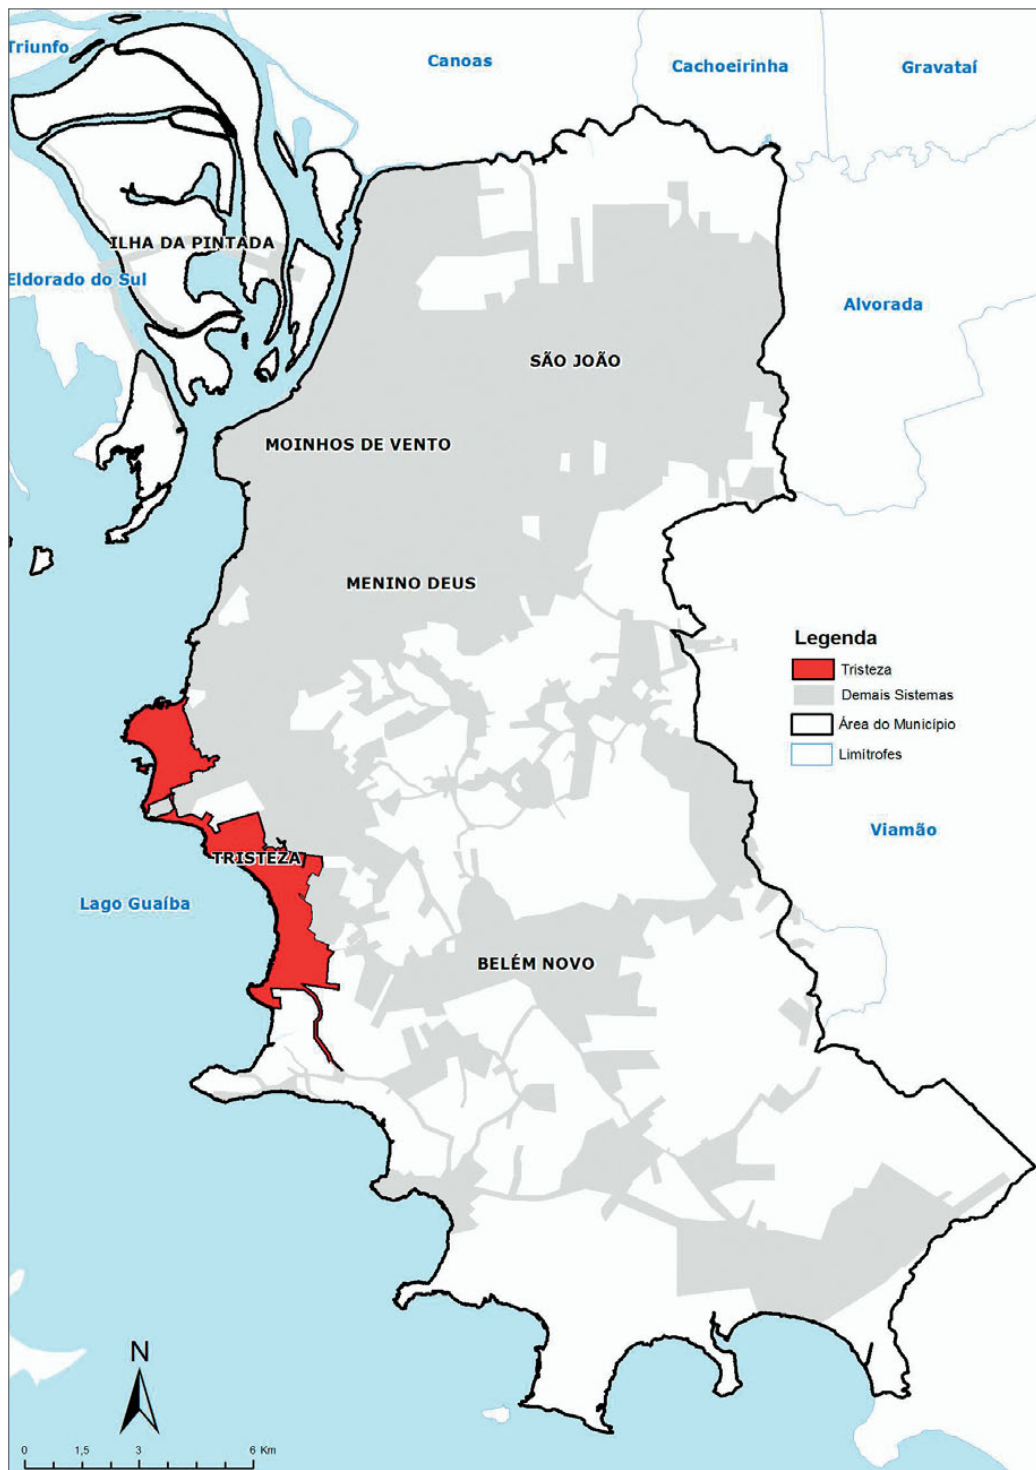 Triunfo
Canoas
Cachoeirinha
Gravataí
ILHA DA PINTADA
Eldorado do Sul
Alvorada
SÃO JOÃO
MOINHOS DE VENTO
MENINO DEUS
Legenda
Tristeza
Demais Sistemas
Área do Município
Limítrofes
Viamão
TRISTEZA
Lago Guaíba
BELÉM NOVO
N
0 1,5 3 6 Km